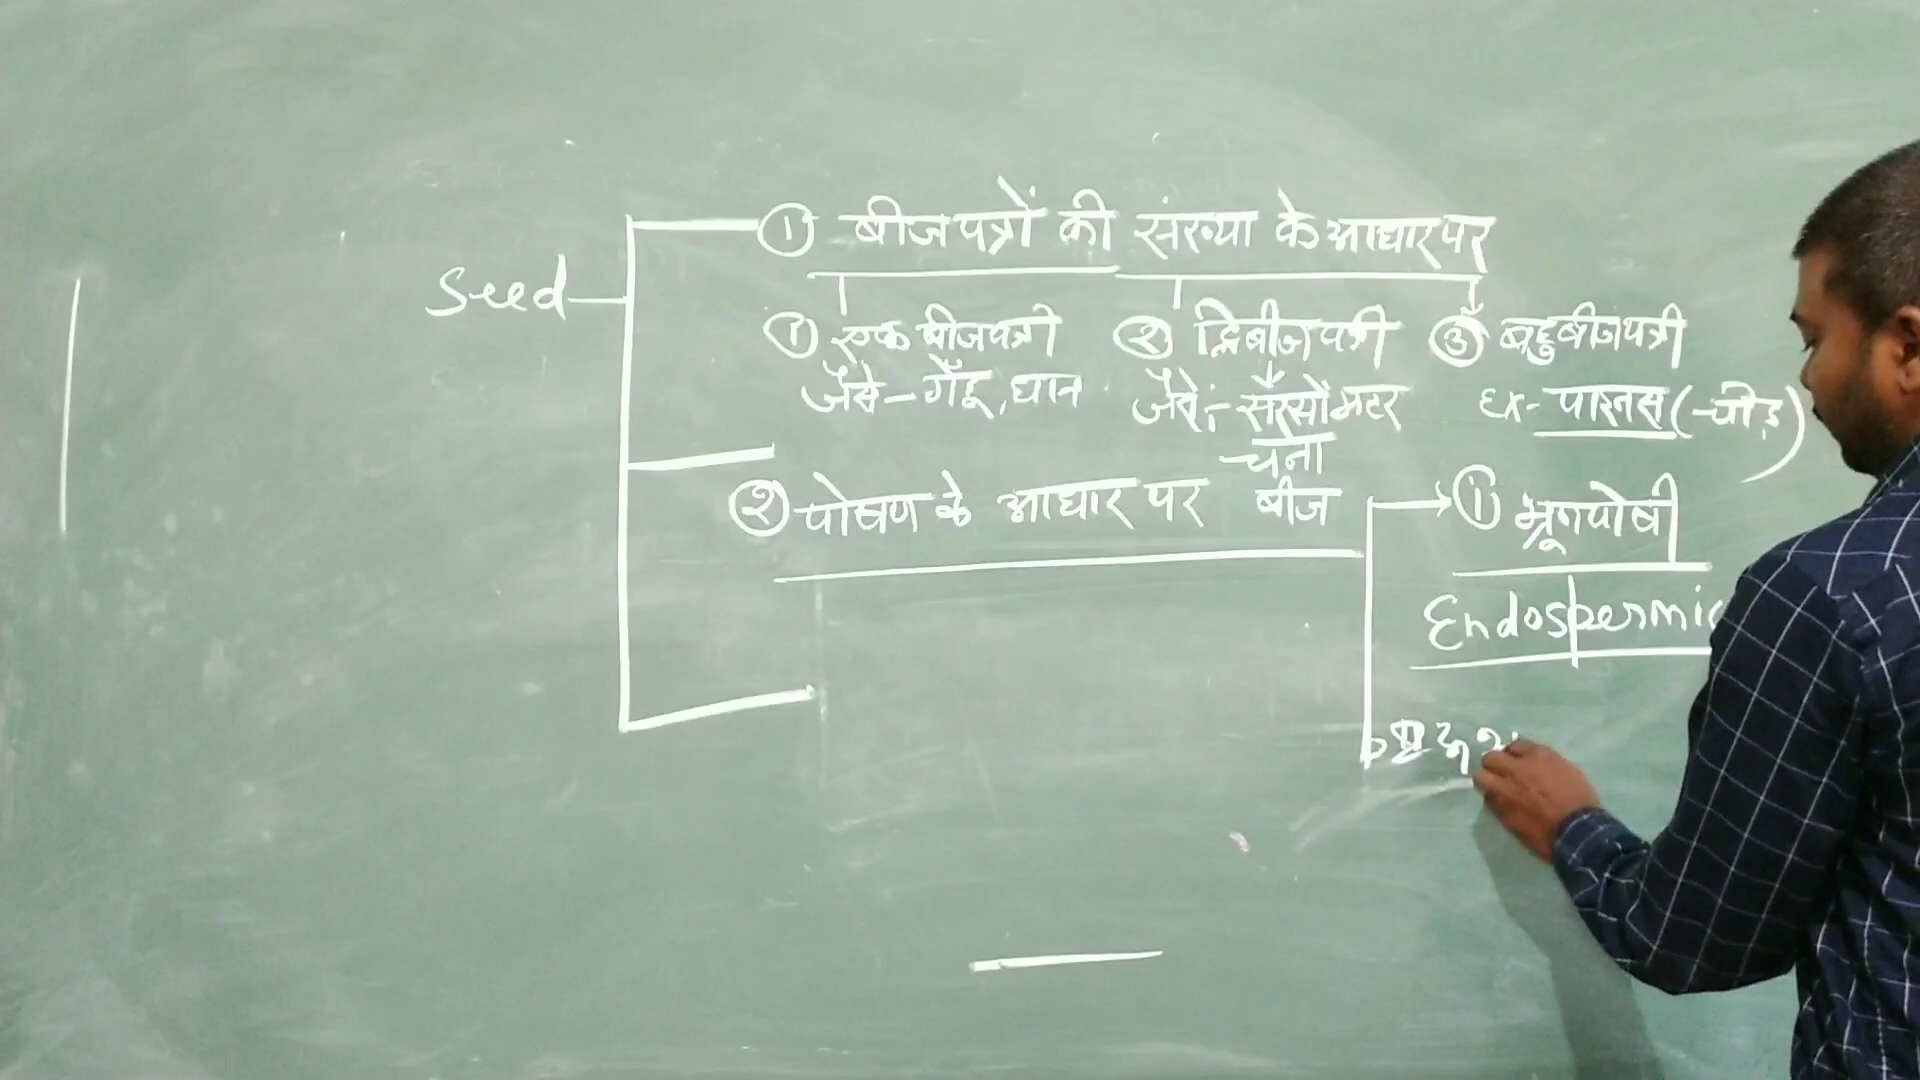 ① बीजपत्रों की संख्या के आधार पर
Seed
① एक बीजपत्री ② द्विबीजपत्री ③ बहुबीजपत्री
जैसे- गेंहू, धान जैसे:- सरसों मटर Ex- पाइनस (चीड़)
चना
② पोषण के आधार पर बीज ① भ्रूणपोषी
Endospermic